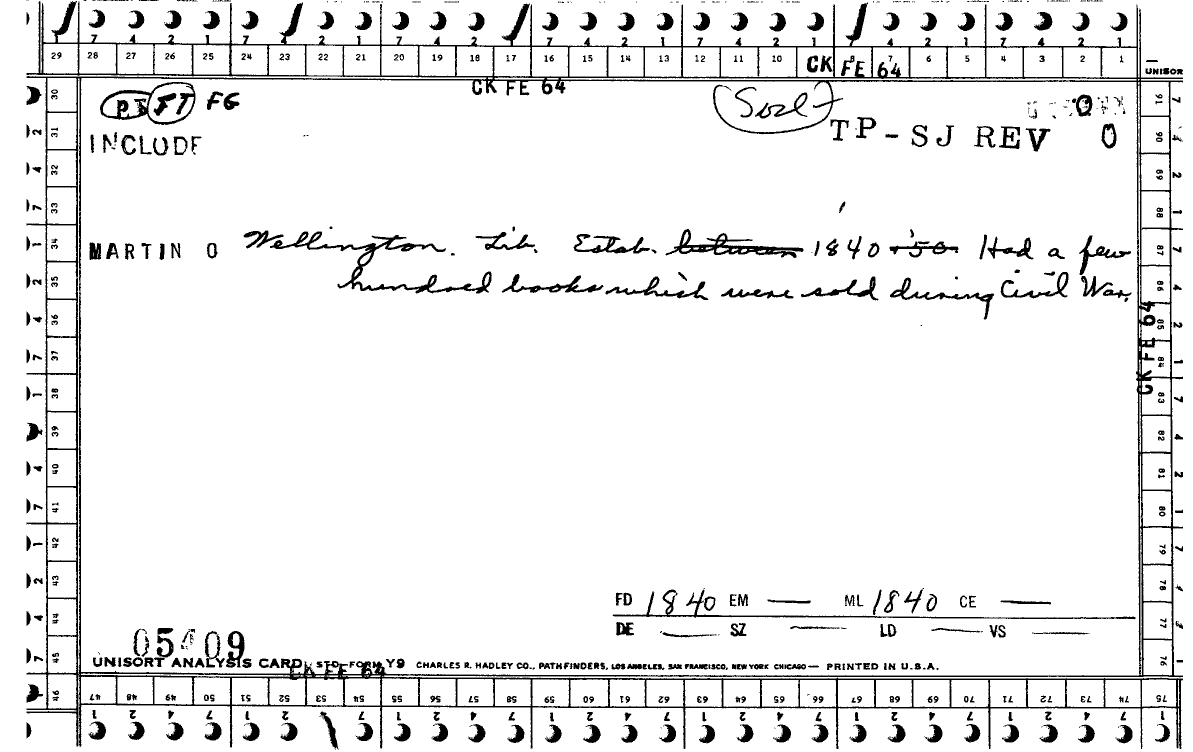 7 4 2 1 7 4 2 1 7 4 2 1 7 4 2 1 7 4 2 1 7 4 2 1 7 4 2 1
29 28 27 26 25 24 23 22 21 20 19 18 17 16 15 14 13 12 11 10 9 8 7 6 5 4 3 2 1
CK FE 64
UNISORT
CK FE 64
PI FT FG
TP-SJ REV 0
INCLUDE
MARTIN O Wellington. Lib. Estab. between 1840 + '50. Had a few
hundred books which were sold during Civil War.
CK FE 64
FD 1840 EM — ML 1840 CE —
DE — SZ — LD — VS —
05409
UNISORT ANALYSIS CARD, STD-FORM Y9 CHARLES R. HADLEY CO., PATHFINDERS, LOS ANGELES, SAN FRANCISCO, NEW YORK CHICAGO — PRINTED IN U.S.A.
CK FE 64
30 31 32 33 34 35 36 37 38 39 40 41 42 43 44 45 46
47 48 49 50 51 52 53 54 55 56 57 58 59 60 61 62 63 64 65 66 67 68 69 70 71 72 73 74 75
91 90 89 88 87 86 85 84 83 82 81 80 79 78 77 76